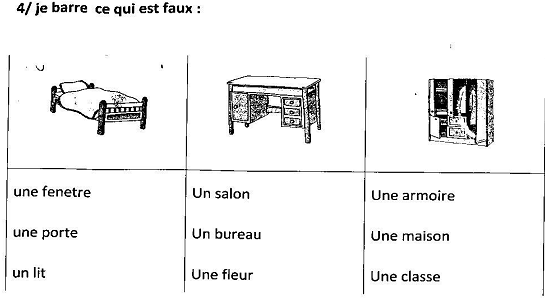 4/ je barre ce qui est faux :
une fenetre
Un salon
Une armoire
une porte
Un bureau
Une maison
un lit
Une fleur
Une classe